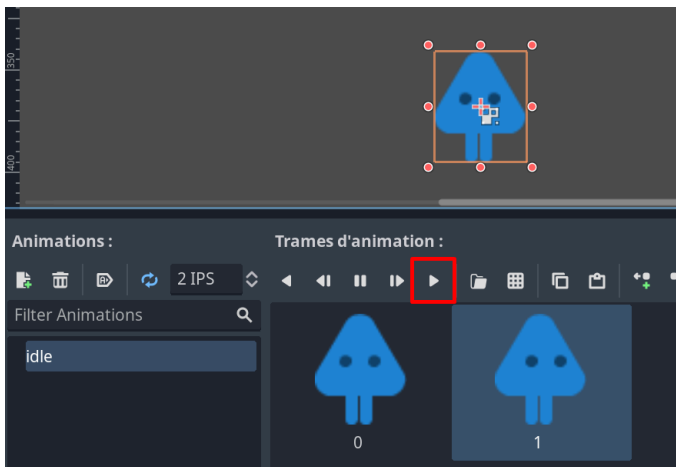 350
400
Animations :
Trames d'animation :
2 IPS
Filter Animations
idle
0
1